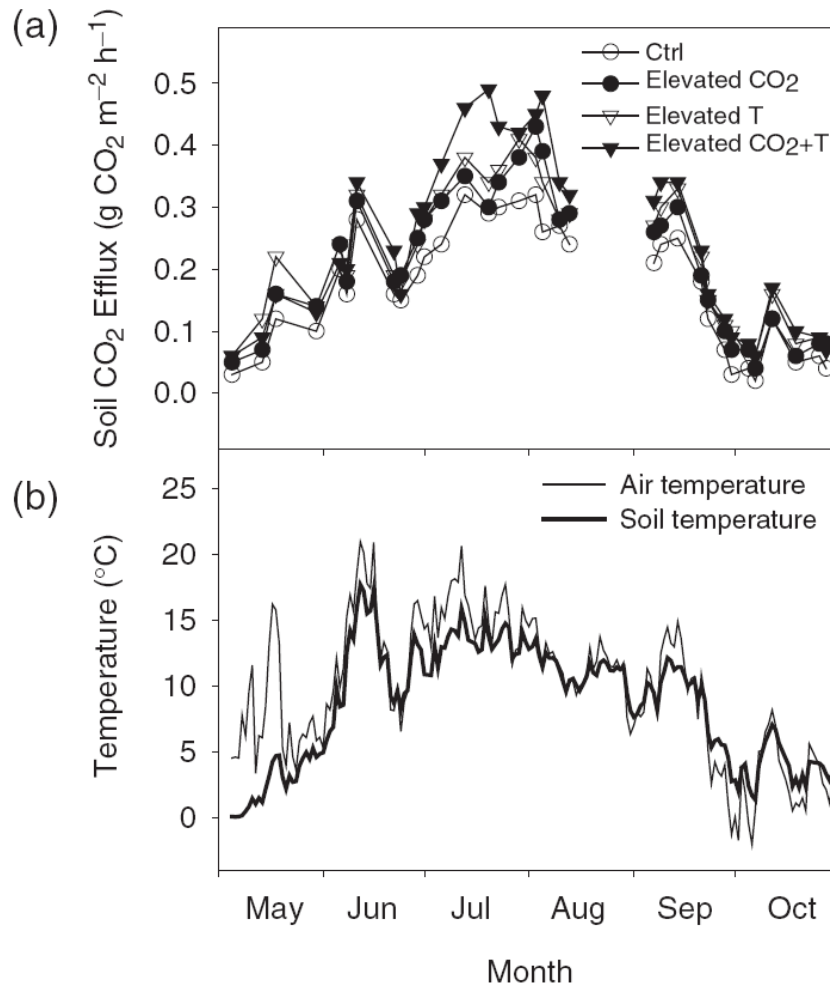 (a)
Soil CO₂ Efflux (g CO₂ m⁻² h⁻¹)
0.5
0.4
0.3
0.2
0.1
0.0
Ctrl
Elevated CO₂
Elevated T
Elevated CO₂+T
(b)
Temperature (°C)
25
20
15
10
5
0
Air temperature
Soil temperature
May Jun Jul Aug Sep Oct
Month